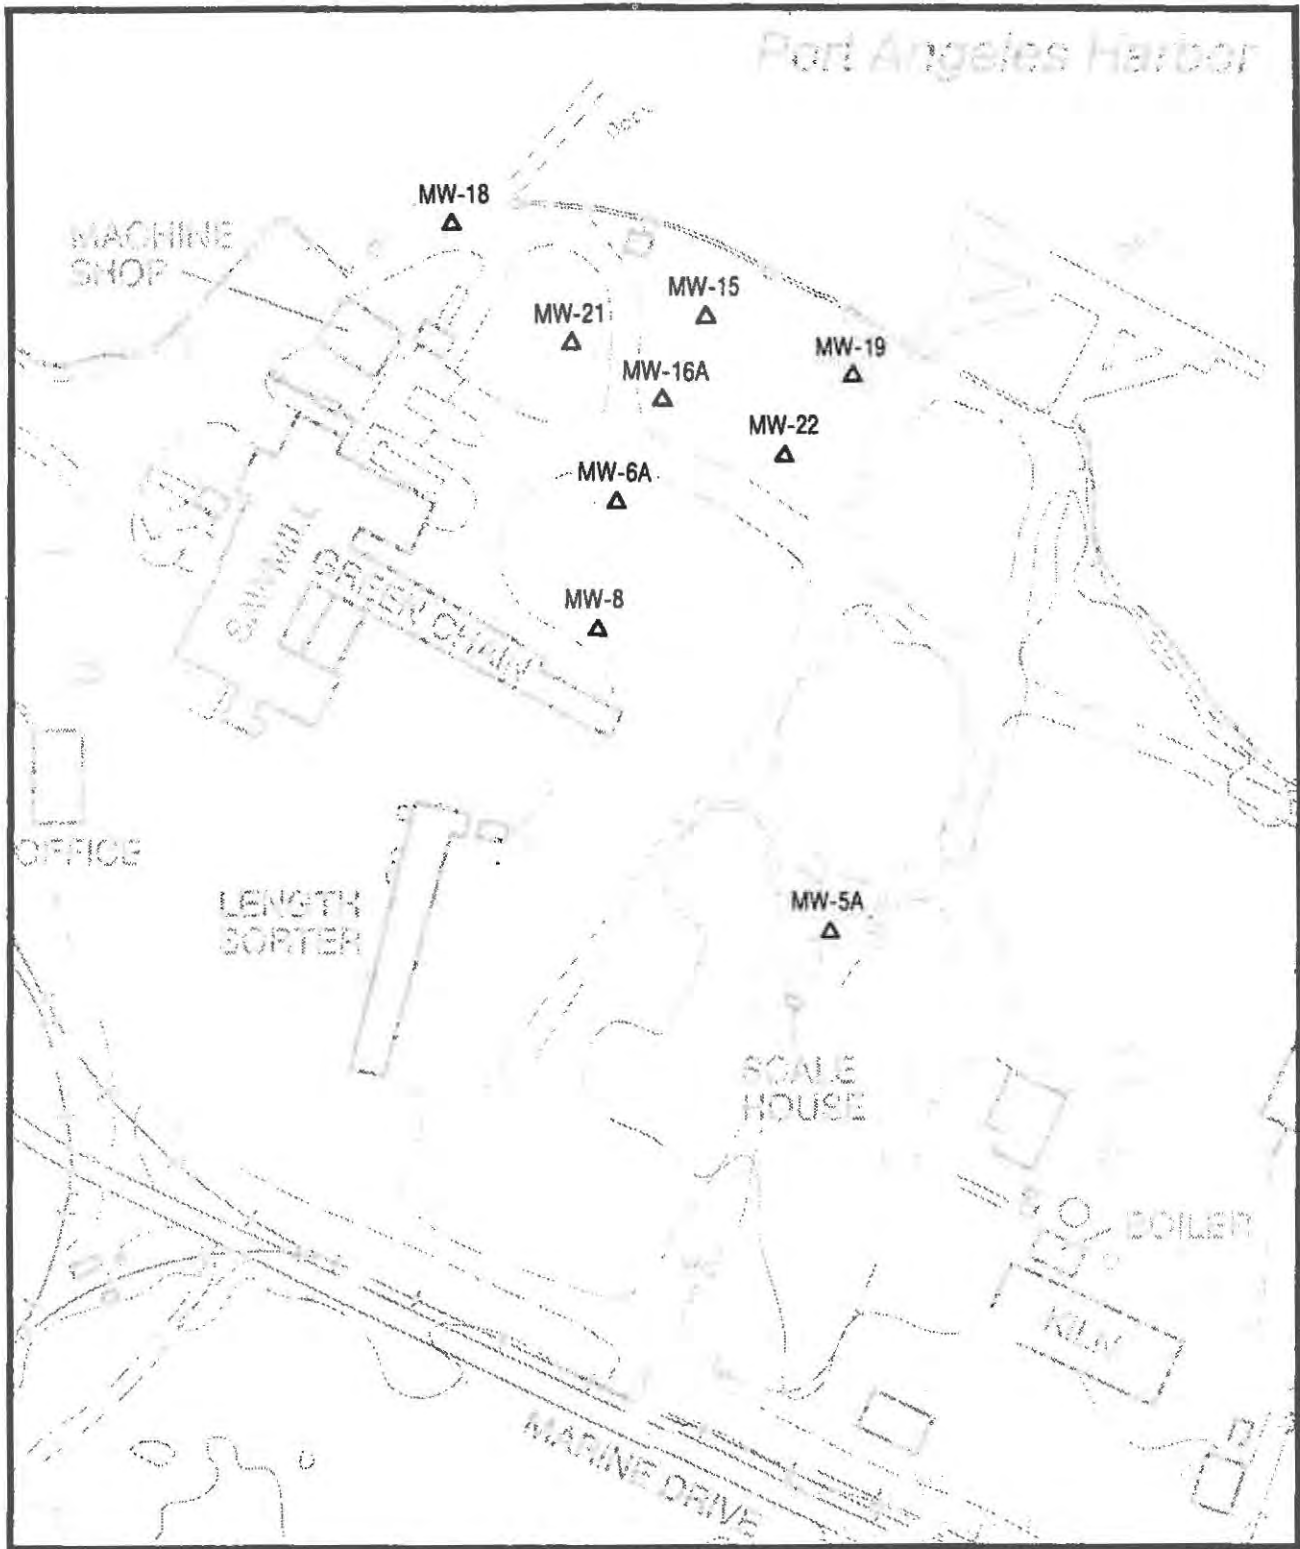 Port Angeles Harbor
Dock
MW-18
MACHINE
SHOP
MW-15
MW-21
MW-19
MW-16A
MW-22
MW-6A
SAWMILL
GREEN CHAIN
MW-8
OFFICE
LENGTH
SORTER
MW-5A
SCALE
HOUSE
BOILER
KILN
MARINE DRIVE